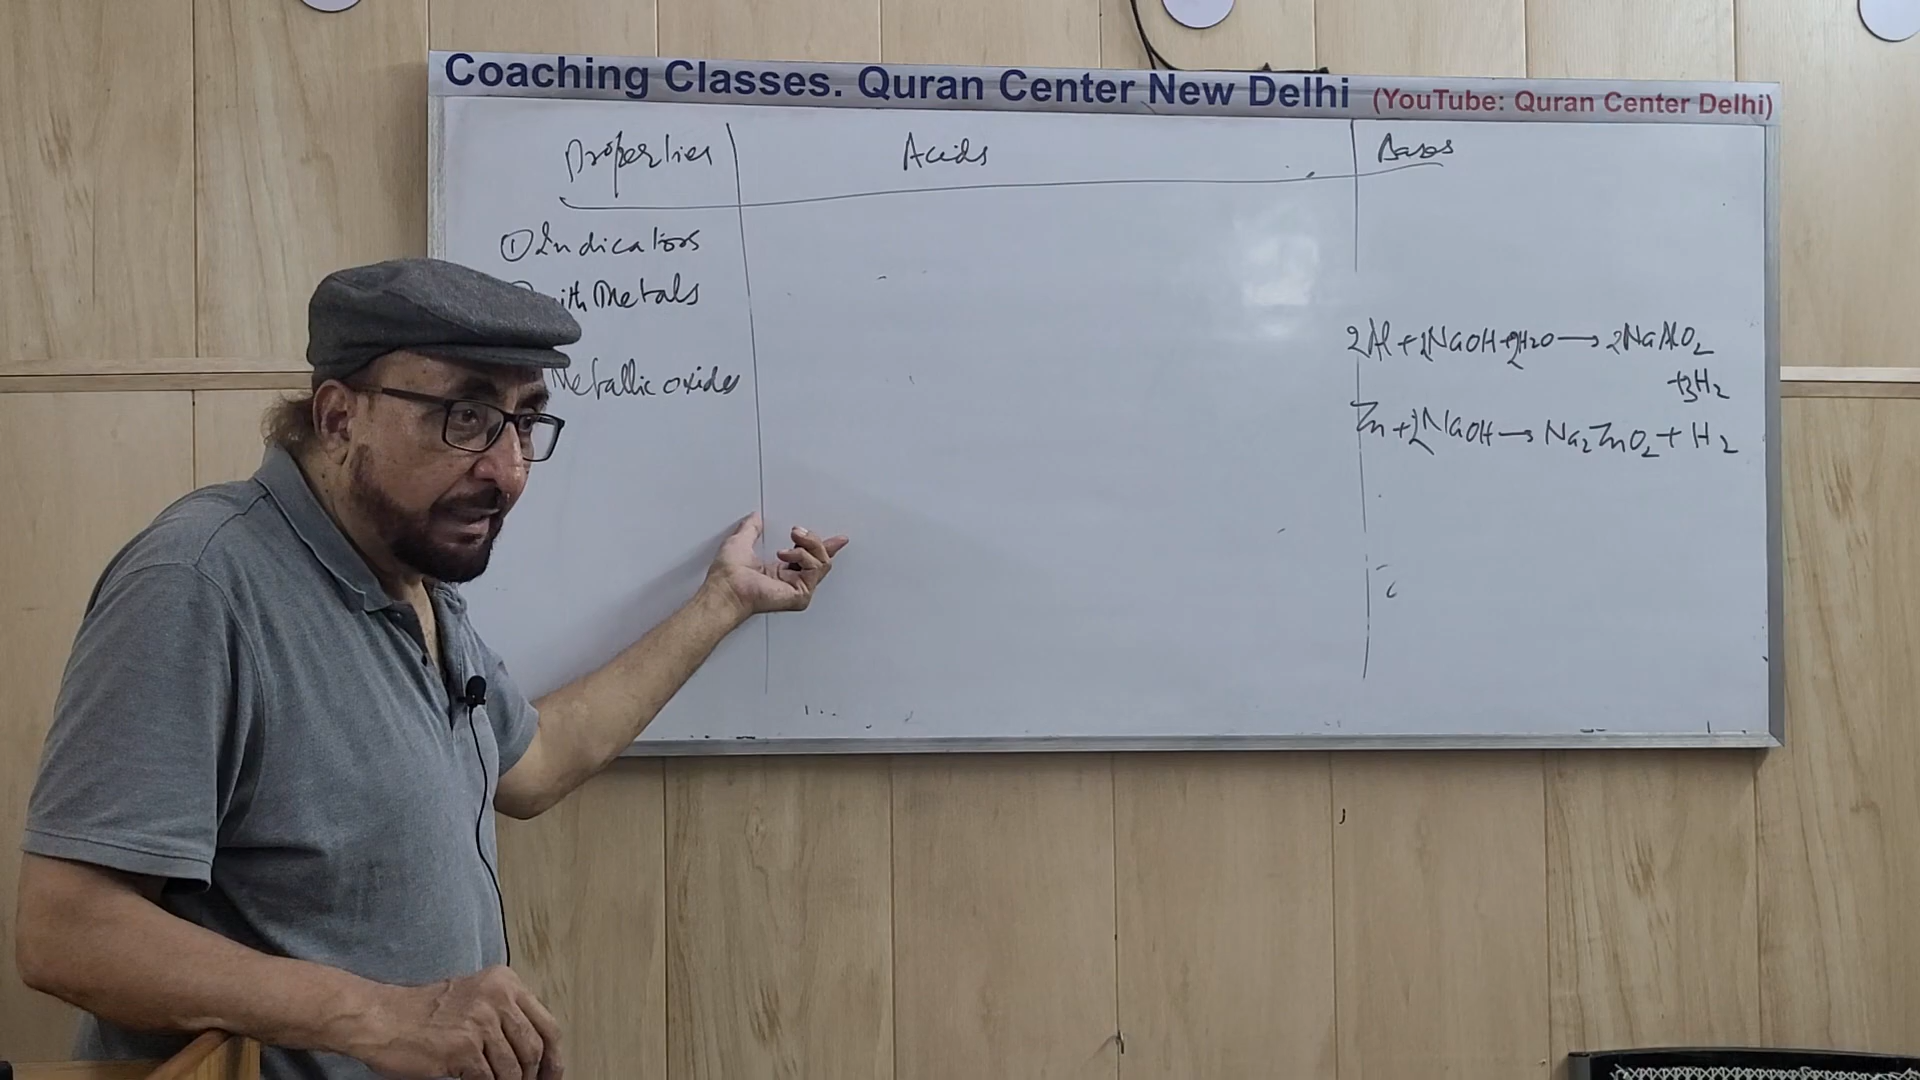 Coaching Classes. Quran Center New Delhi (YouTube: Quran Center Delhi)
Properties Acids Bases
① Indicators
with Metals
2Al + 2NaOH + 2H2O → 2NaAlO2
+3H2
Metallic oxides
Zn + 2NaOH → Na2ZnO2 + H2